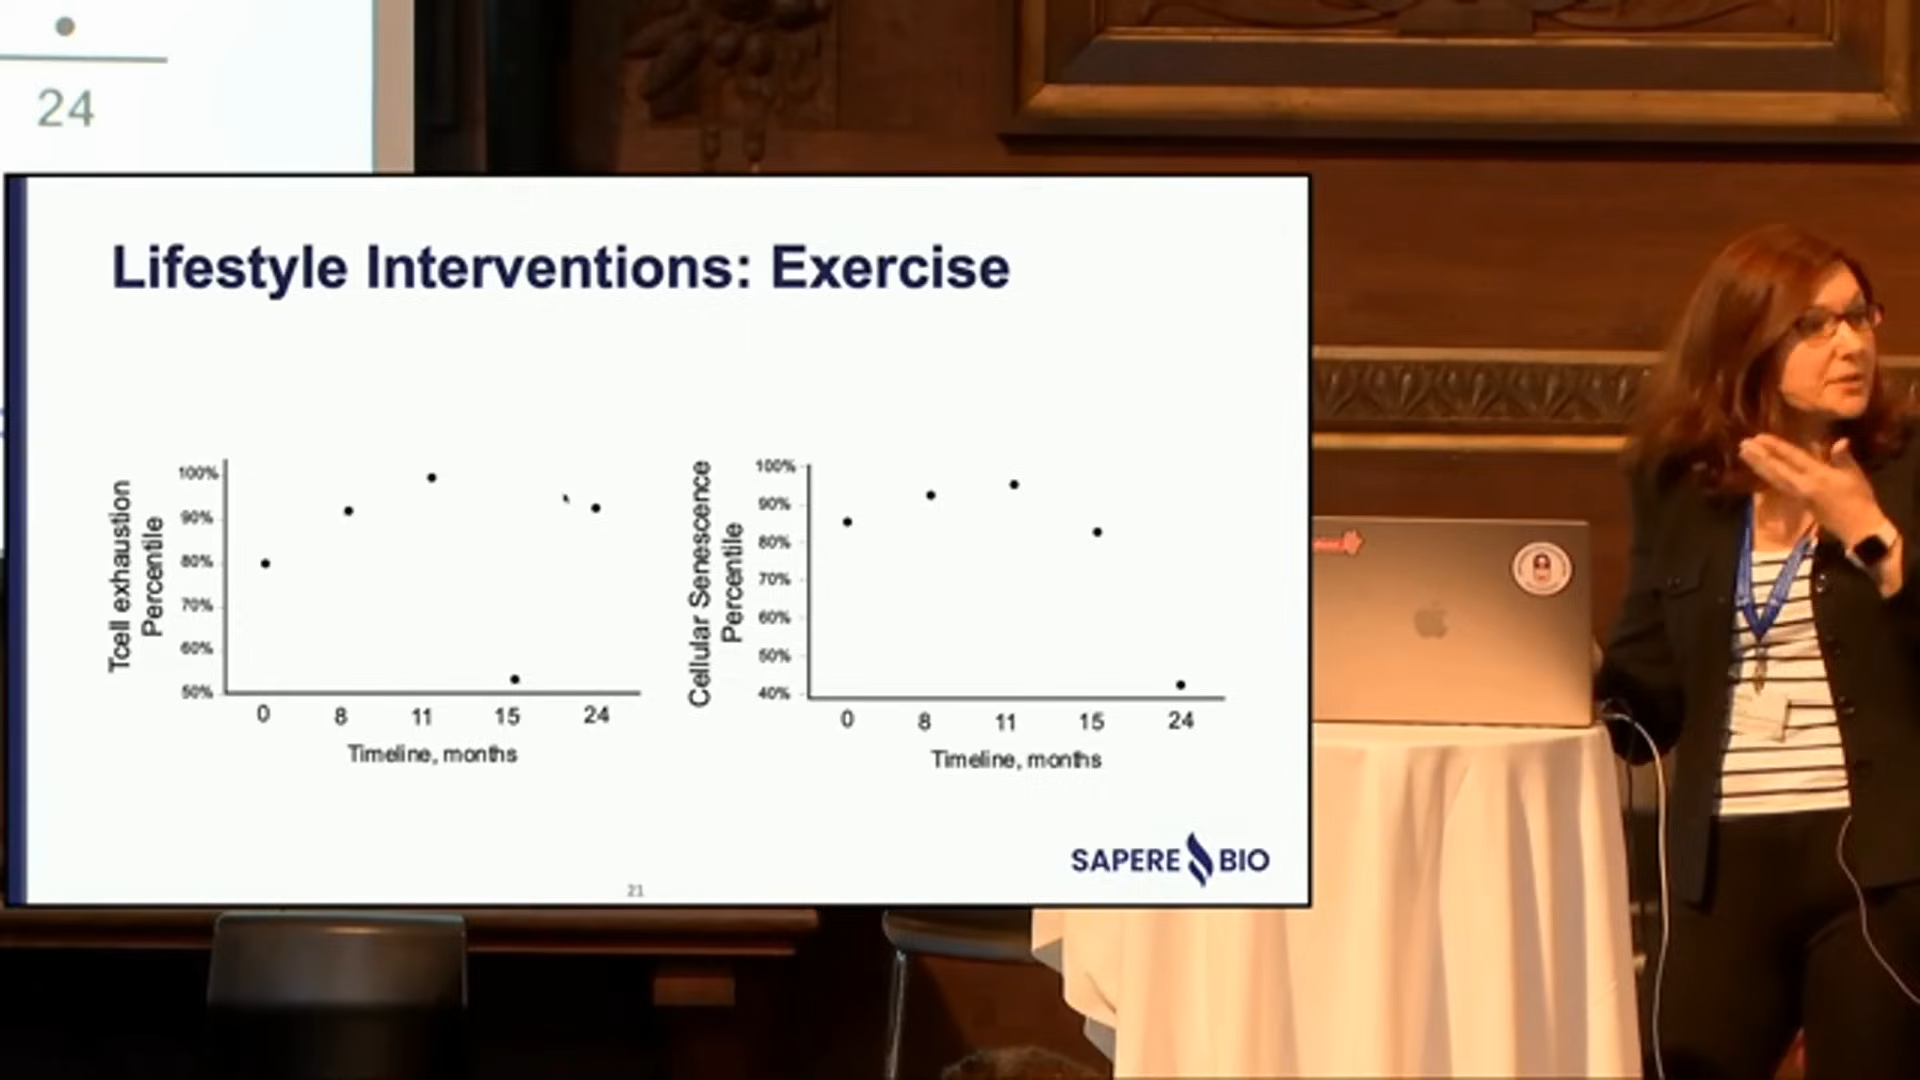 24
Lifestyle Interventions: Exercise
Tcell exhaustion
Percentile
100%
90%
80%
70%
60%
50%
0 8 11 15 24
Timeline, months
Cellular Senescence
Percentile
100%
90%
80%
70%
60%
50%
40%
0 8 11 15 24
Timeline, months
SAPERE BIO
21